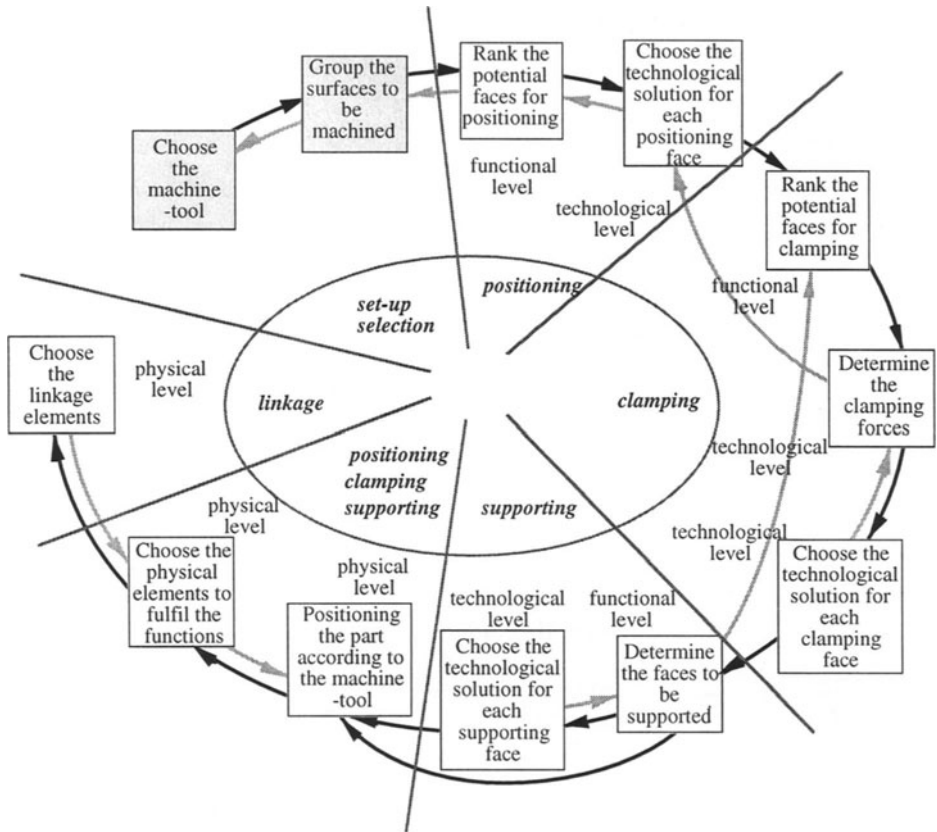 Group the
surfaces to
be
machined
Rank the
potential
faces for
positioning
Choose the
technological
solution for
each
positioning
face
Choose
the
machine
-tool
functional
level
technological
level
Rank the
potential
faces for
clamping
functional
level
set-up
selection
positioning
Choose
the
linkage
elements
physical
level
linkage
clamping
Determine
the
clamping
forces
technological
level
positioning
clamping
supporting
supporting
physical
level
technological
level
Choose the
physical
elements to
fulfil the
functions
physical
level
Positioning
the part
according to
the machine
-tool
technological
level
Choose the
technological
solution for
each
supporting
face
functional
level
Determine
the faces to
be
supported
Choose the
technological
solution for
each
clamping
face